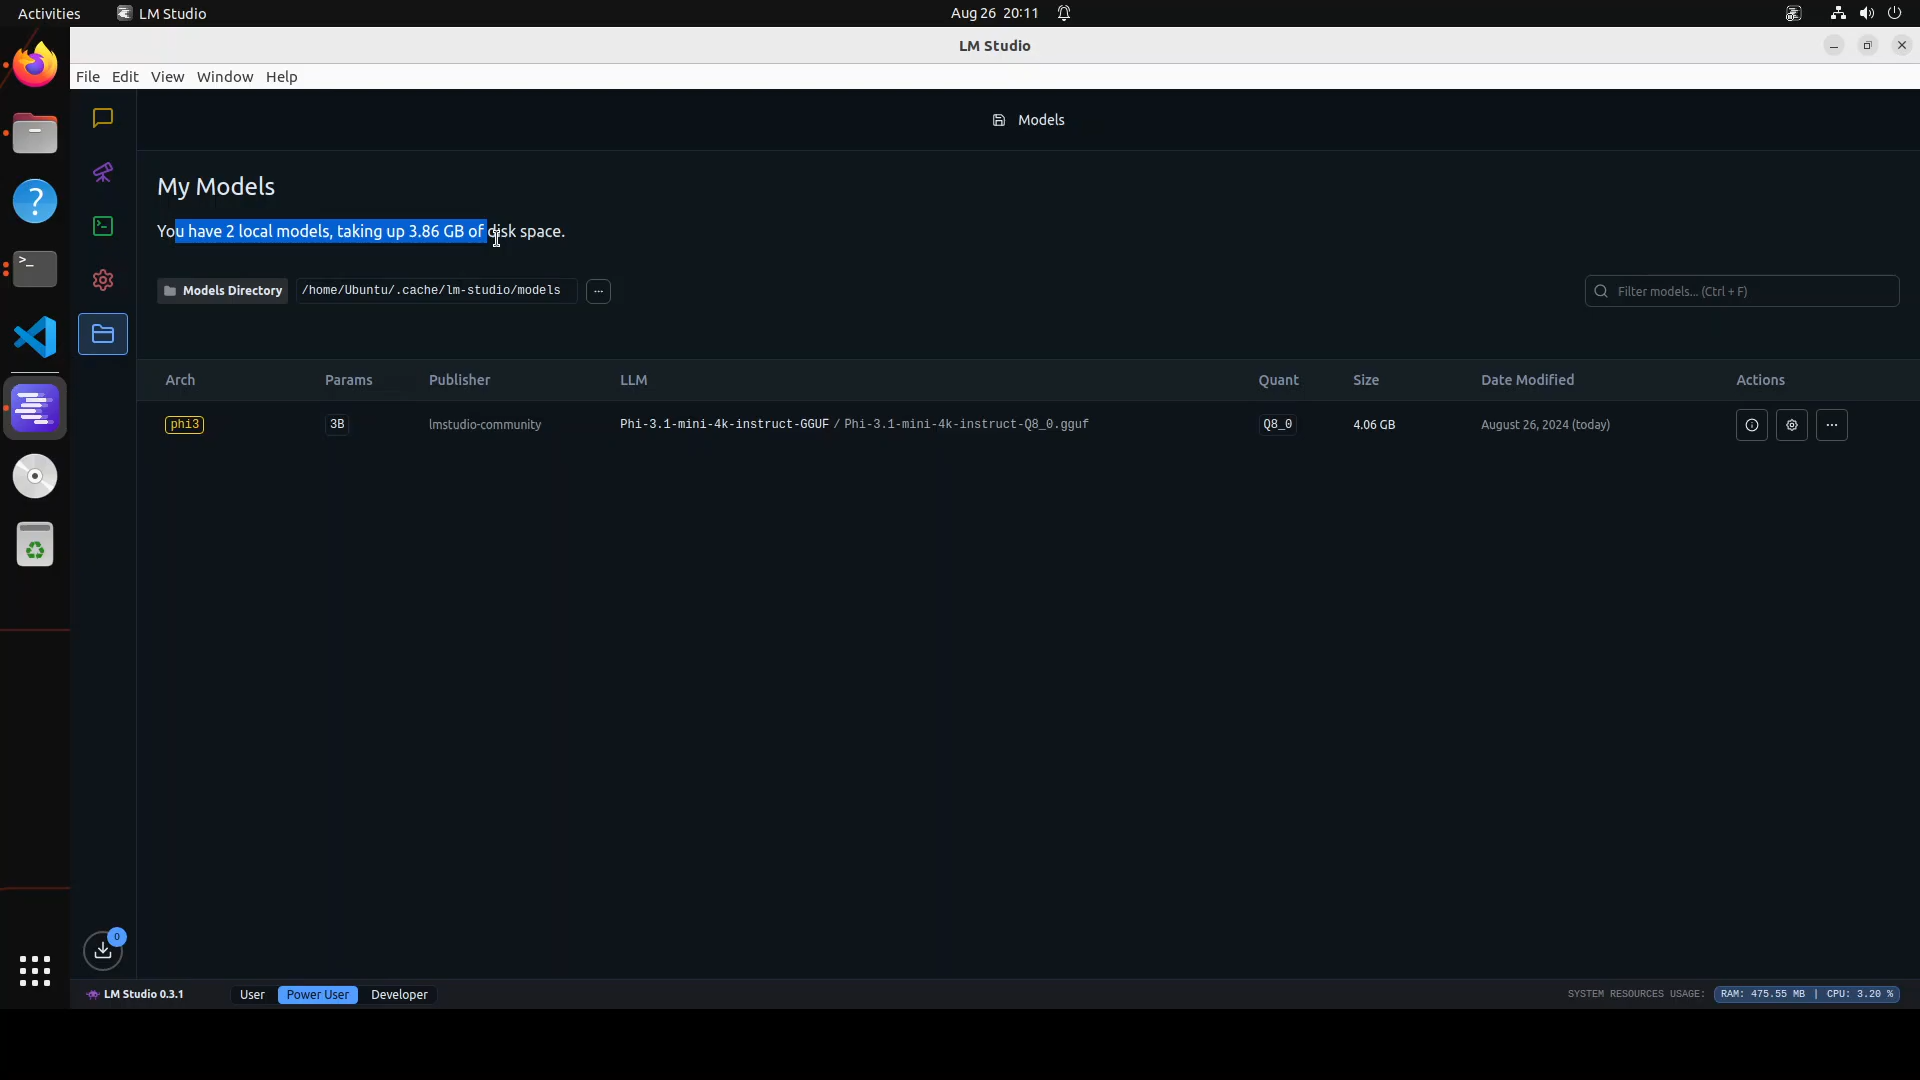 Activities LM Studio Aug 26 20:11
LM Studio
File Edit View Window Help
Models
My Models
You have 2 local models, taking up 3.86 GB of disk space.
Models Directory /home/Ubuntu/.cache/lm-studio/models ... Filter models... (Ctrl + F)
Arch Params Publisher LLM Quant Size Date Modified Actions
phi3 3B lmstudio-community Phi-3.1-mini-4k-instruct-GGUF / Phi-3.1-mini-4k-instruct-Q8_0.gguf Q8_0 4.06 GB August 26, 2024 (today) ...
0
LM Studio 0.3.1 User Power User Developer SYSTEM RESOURCES USAGE: RAM: 475.55 MB | CPU: 3.20 %